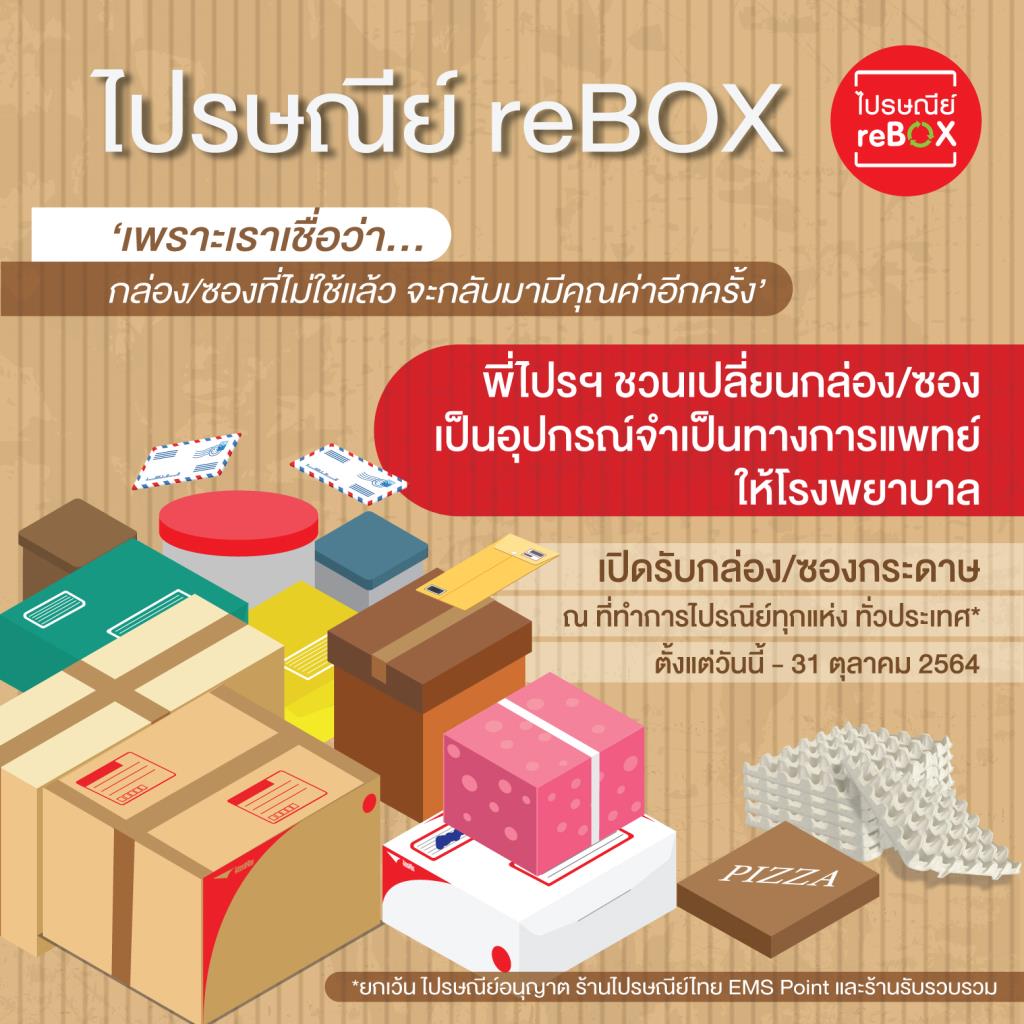 ไปรษณีย์ reBOX
ไปรษณีย์
reBOX
‘เพราะเราเชื่อว่า...
กล่อง/ซองที่ไม่ใช้แล้ว จะกลับมามีคุณค่าอีกครั้ง’
พี่ไปรฯ ชวนเปลี่ยนกล่อง/ซอง
เป็นอุปกรณ์จำเป็นทางการแพทย์
ให้โรงพยาบาล
เปิดรับกล่อง/ซองกระดาษ
ณ ที่ทำการไปรณีย์ทุกแห่ง ทั่วประเทศ*
ตั้งแต่วันนี้ - 31 ตุลาคม 2564
PIZZA
*ยกเว้น ไปรษณีย์อนุญาต ร้านไปรษณีย์ไทย EMS Point และร้านรับรวบรวม